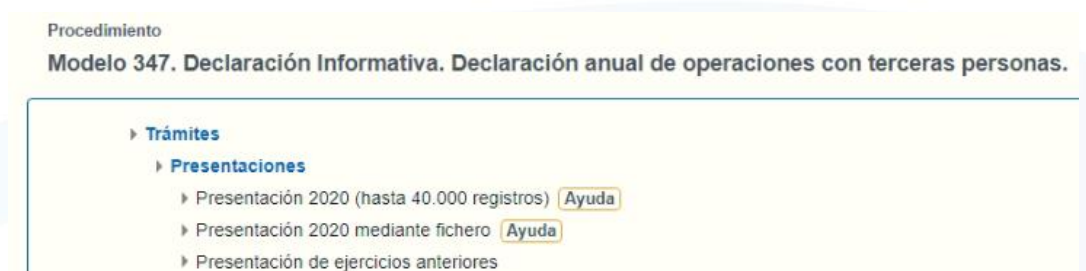 Procedimiento
Modelo 347. Declaración Informativa. Declaración anual de operaciones con terceras personas.
Trámites
Presentaciones
Presentación 2020 (hasta 40.000 registros) Ayuda
Presentación 2020 mediante fichero Ayuda
Presentación de ejercicios anteriores